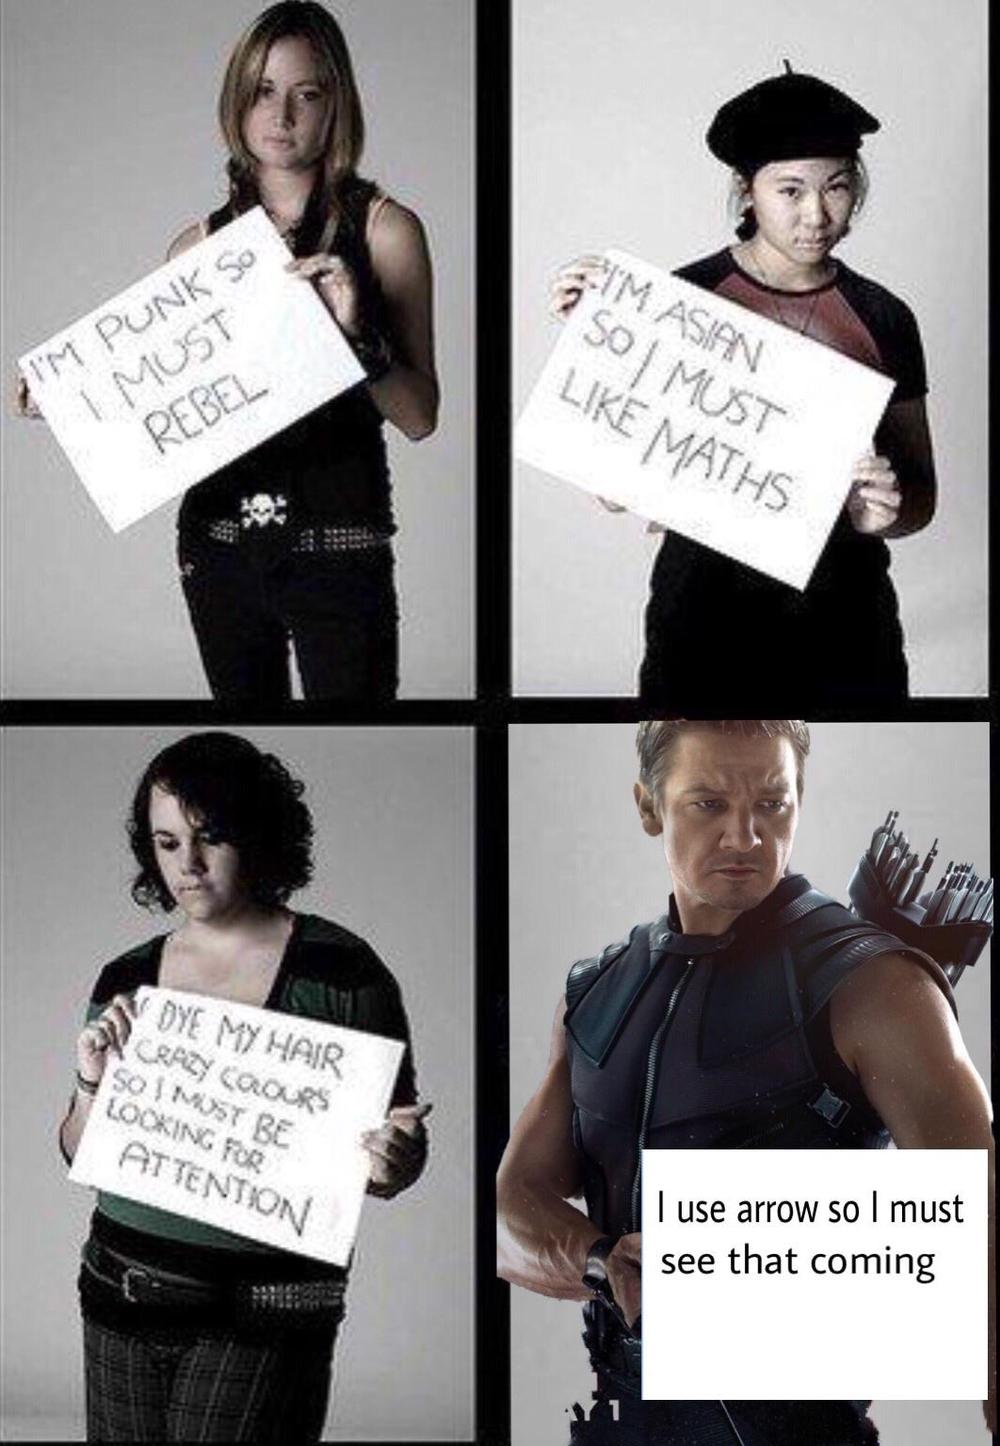 I'M PUNK SO
I MUST
REBEL
I'M ASIAN
SO I MUST
LIKE MATHS
I DYE MY HAIR
CRAZY COLOURS
SO I MUST BE
LOOKING FOR
ATTENTION
I use arrow so I must
see that coming